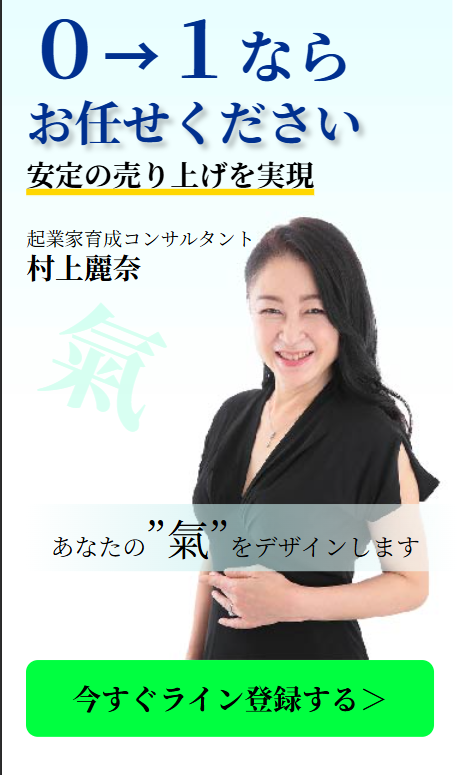 0→1なら
お任せください
安定の売り上げを実現
起業家育成コンサルタント
村上麗奈
氣
あなたの”氣”をデザインします
今すぐライン登録する＞